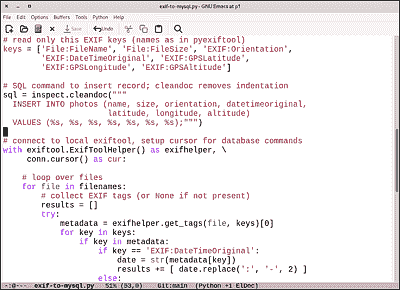 exif-to-mysql.py - GNU Emacs at p1
File Edit Options Buffers Tools Python Help
Save Undo
# read only this EXIF keys (names as in pyexiftool)
keys = ['File:FileName', 'File:FileSize', 'EXIF:Orientation',
'EXIF:DateTimeOriginal', 'EXIF:GPSLatitude',
'EXIF:GPSLongitude', 'EXIF:GPSAltitude']
# SQL command to insert record; cleandoc removes indentation
sql = inspect.cleandoc("""
INSERT INTO photos (name, size, orientation, datetimeoriginal,
latitude, longitude, altitude)
VALUES (%s, %s, %s, %s, %s, %s, %s);""")
# connect to local exiftool, setup cursor for database commands
with exiftool.ExifToolHelper() as exifhelper, \
conn.cursor() as cur:
# loop over files
for file in filenames:
# collect EXIF tags (or None if not present)
results = []
try:
metadata = exifhelper.get_tags(file, keys)[0]
for key in keys:
if key in metadata:
if key == 'EXIF:DateTimeOriginal':
date = str(metadata[key])
results += [ date.replace(':', '-', 2) ]
else:
-:@--- exif-to-mysql.py 51% (53,0) Git:main (Python +1 ElDoc)